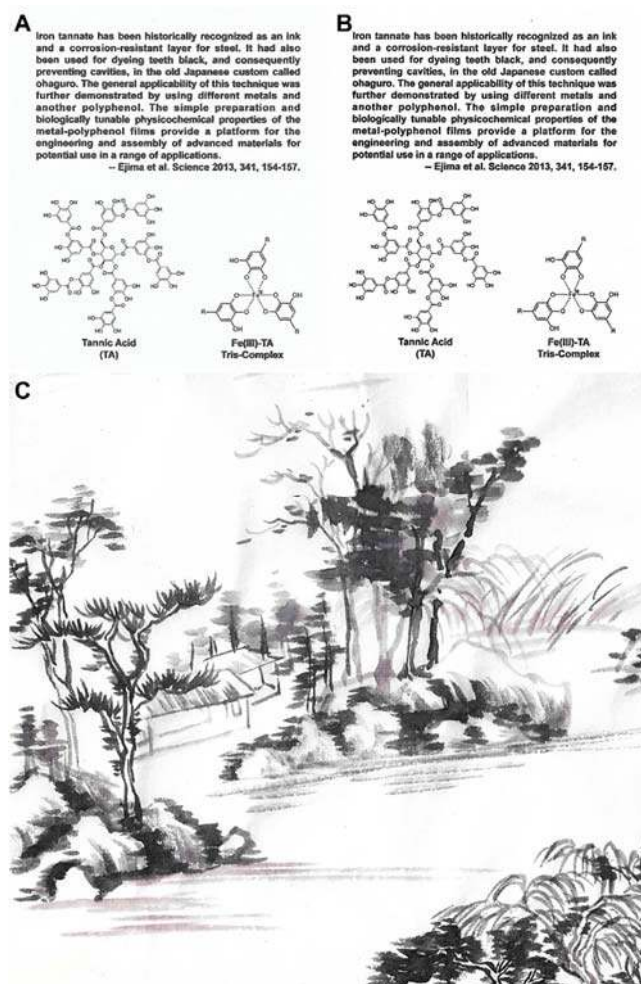 A
Iron tannate has been historically recognized as an ink
and a corrosion-resistant layer for steel. It had also
been used for dyeing teeth black, and consequently
preventing cavities, in the old Japanese custom called
ohaguro. The general applicability of this technique was
further demonstrated by using different metals and
another polyphenol. The simple preparation and
biologically tunable physicochemical properties of the
metal-polyphenol films provide a platform for the
engineering and assembly of advanced materials for
potential use in a range of applications.
-- Ejima et al. Science 2013, 341, 154-157.
Tannic Acid
(TA)
Fe(III)-TA
Tris-Complex
B
Iron tannate has been historically recognized as an ink
and a corrosion-resistant layer for steel. It had also
been used for dyeing teeth black, and consequently
preventing cavities, in the old Japanese custom called
ohaguro. The general applicability of this technique was
further demonstrated by using different metals and
another polyphenol. The simple preparation and
biologically tunable physicochemical properties of the
metal-polyphenol films provide a platform for the
engineering and assembly of advanced materials for
potential use in a range of applications.
-- Ejima et al. Science 2013, 341, 154-157.
Tannic Acid
(TA)
Fe(III)-TA
Tris-Complex
C